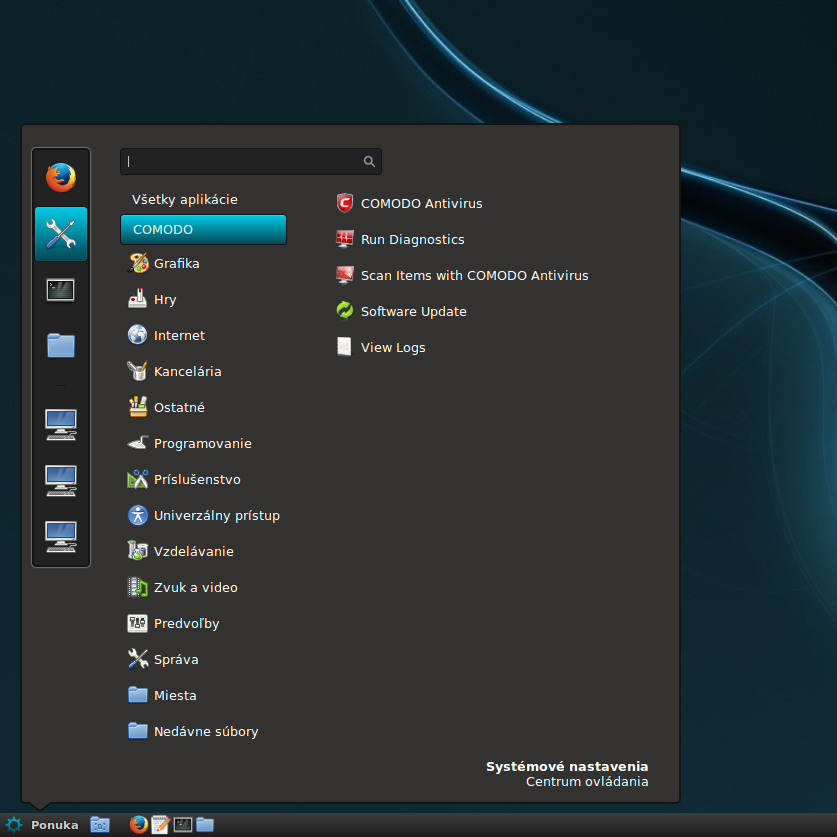 Všetky aplikácie
COMODO
Grafika
Hry
Internet
Kancelária
Ostatné
Programovanie
Príslušenstvo
Univerzálny prístup
Vzdelávanie
Zvuk a video
Predvoľby
Správa
Miesta
Nedávne súbory
COMODO Antivirus
Run Diagnostics
Scan Items with COMODO Antivirus
Software Update
View Logs
Systémové nastavenia
Centrum ovládania
Ponuka